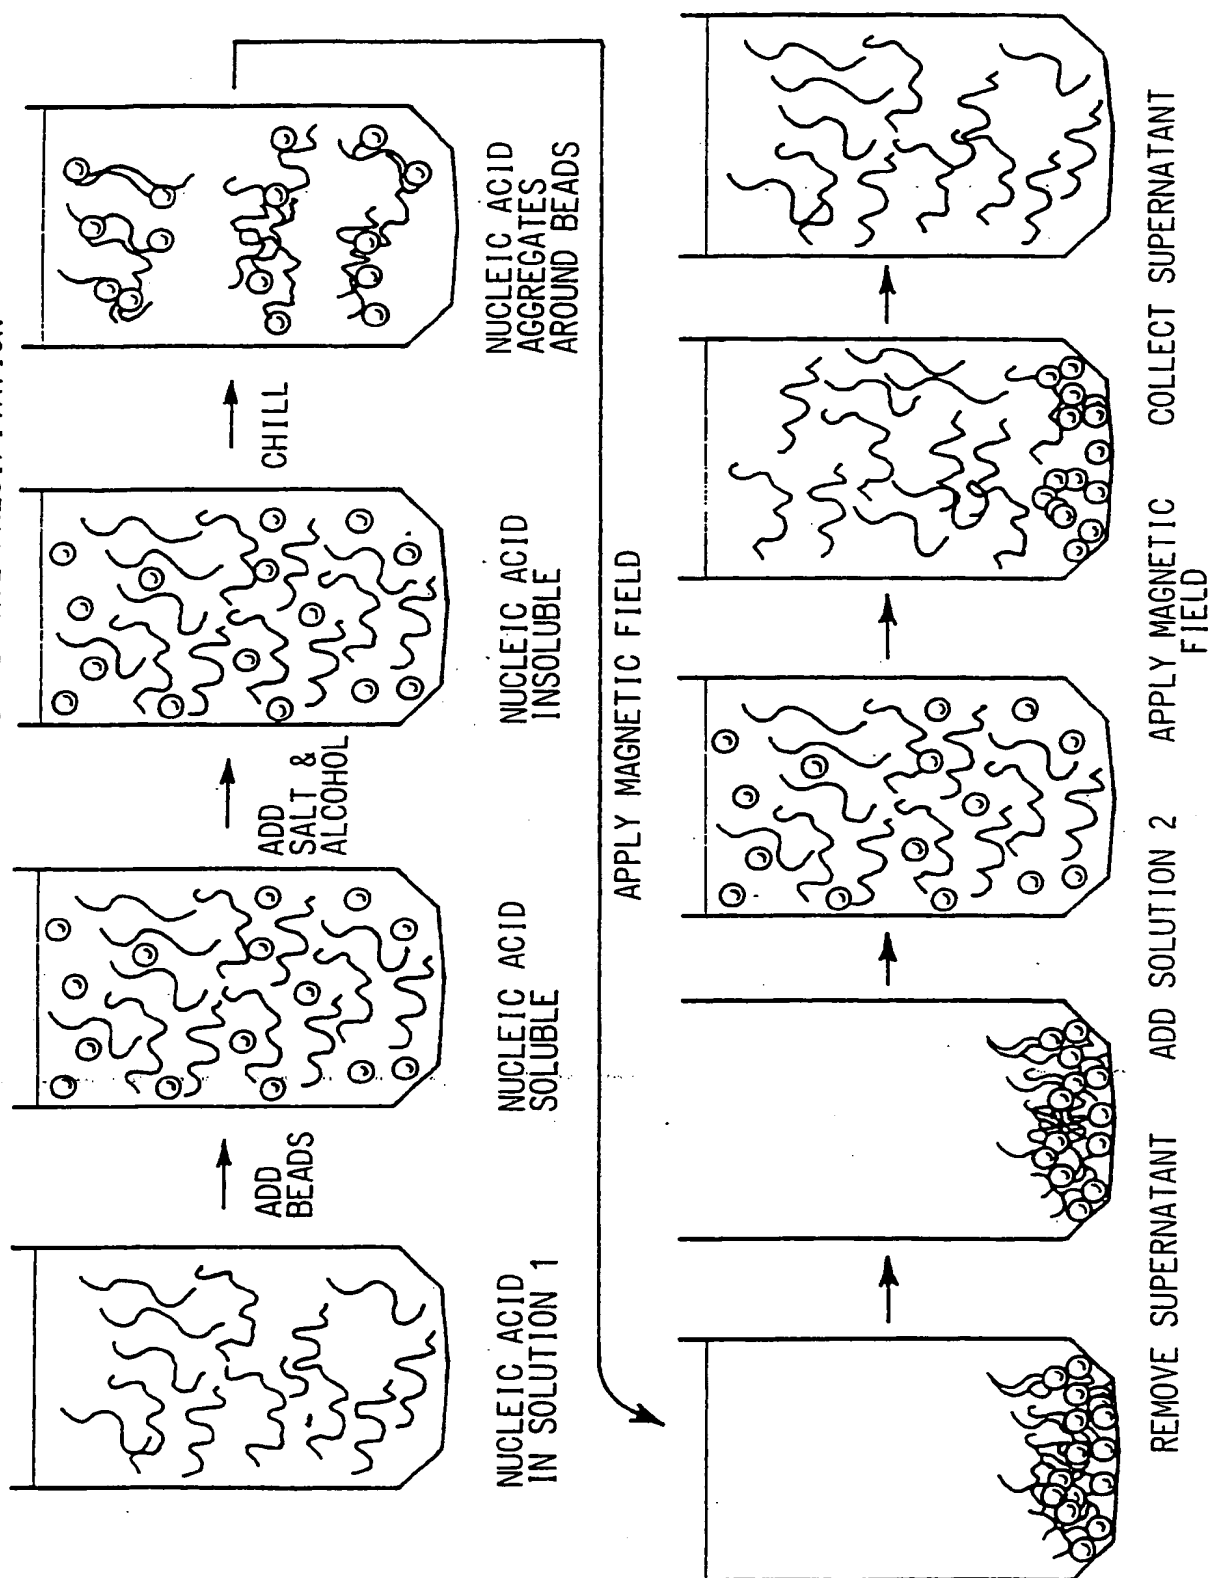 NUCLEIC ACID
IN SOLUTION 1
ADD
BEADS
NUCLEIC ACID
SOLUBLE
ADD
SALT &
ALCOHOL
NUCLEIC ACID
INSOLUBLE
CHILL
NUCLEIC ACID
AGGREGATES
AROUND BEADS
APPLY MAGNETIC FIELD
REMOVE SUPERNATANT
ADD SOLUTION 2
APPLY MAGNETIC
FIELD
COLLECT SUPERNATANT